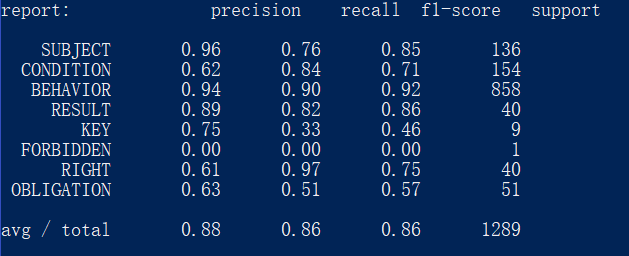 report: precision recall f1-score support
SUBJECT 0.96 0.76 0.85 136
CONDITION 0.62 0.84 0.71 154
BEHAVIOR 0.94 0.90 0.92 858
RESULT 0.89 0.82 0.86 40
KEY 0.75 0.33 0.46 9
FORBIDDEN 0.00 0.00 0.00 1
RIGHT 0.61 0.97 0.75 40
OBLIGATION 0.63 0.51 0.57 51
avg / total 0.88 0.86 0.86 1289